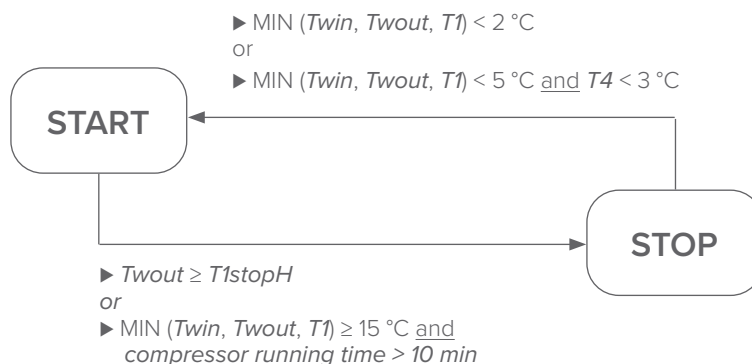 ▶ MIN (Twin, Twout, T1) < 2 °C
or
▶ MIN (Twin, Twout, T1) < 5 °C and T4 < 3 °C
START
STOP
▶ Twout ≥ T1stopH
or
▶ MIN (Twin, Twout, T1) ≥ 15 °C and
compressor running time > 10 min